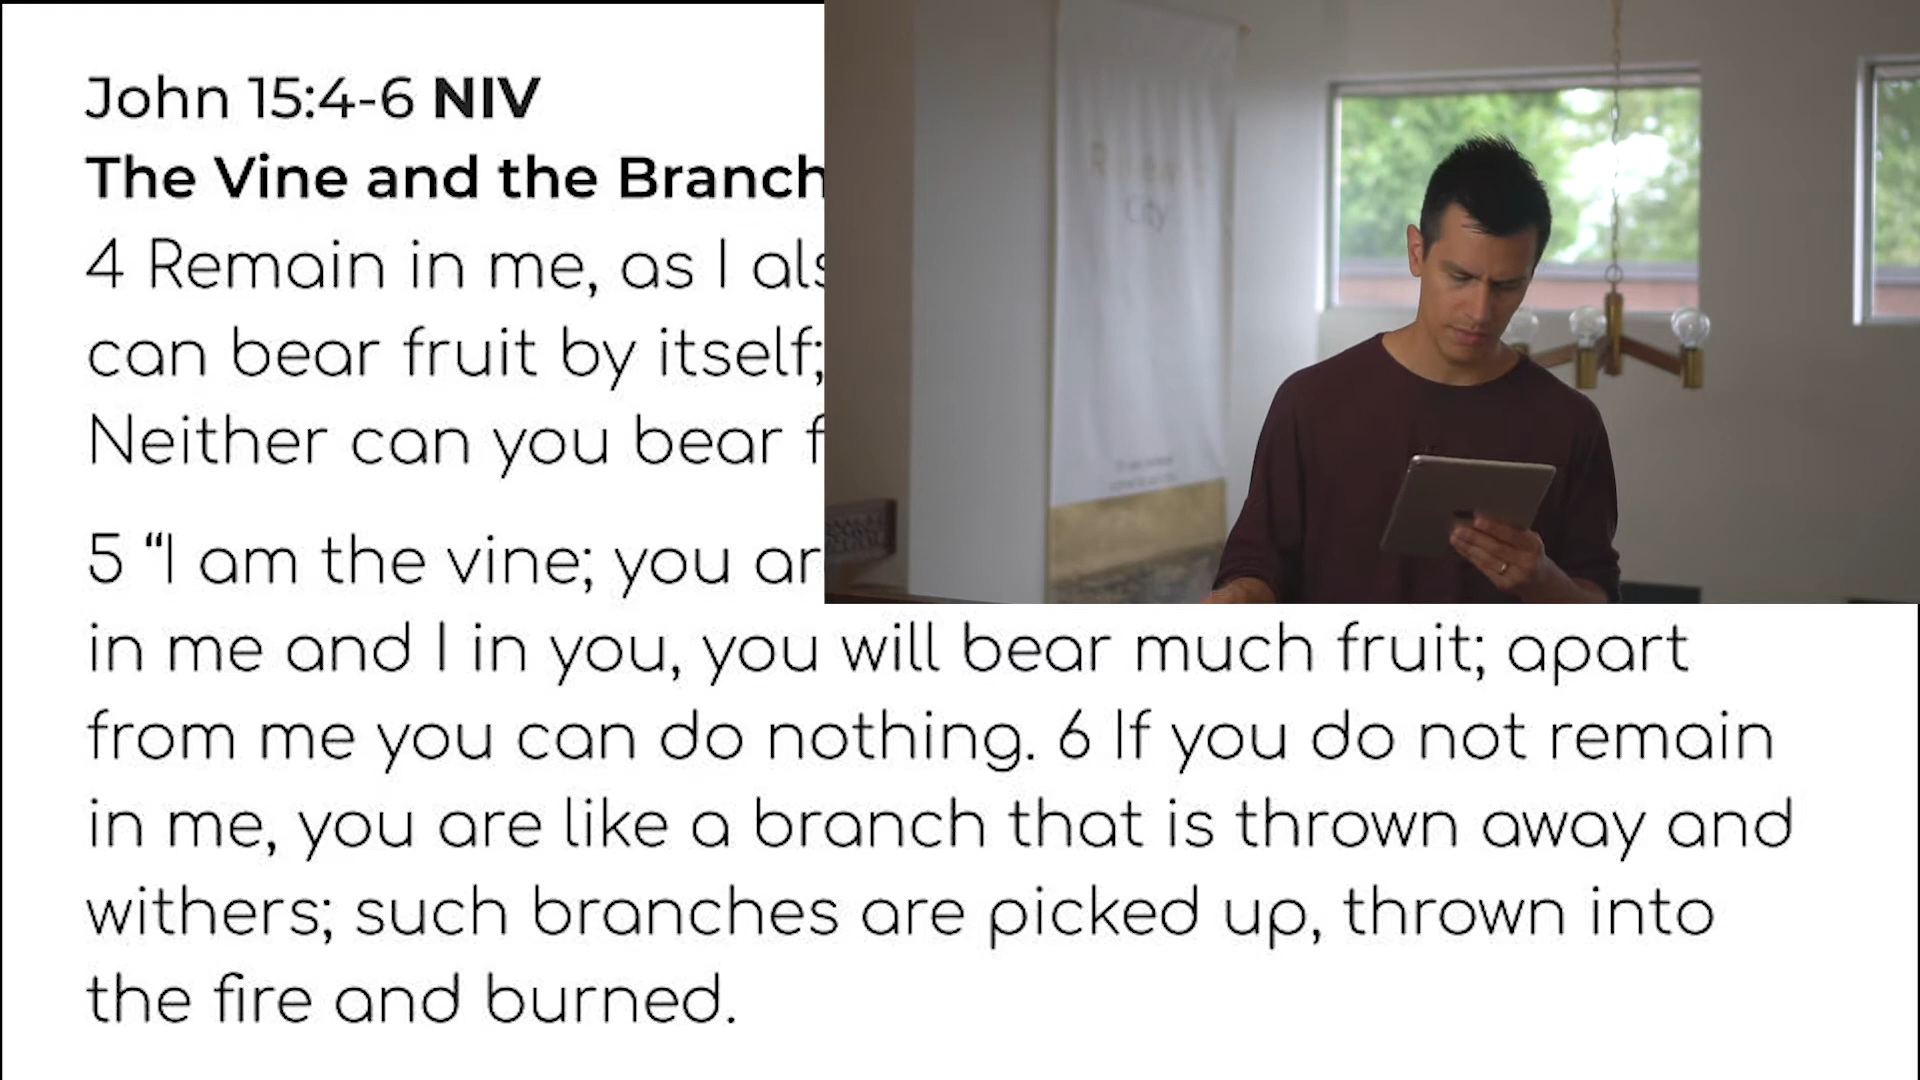 John 15:4-6 NIV
The Vine and the Branch
4 Remain in me, as I als
can bear fruit by itself;
Neither can you bear f
5 “I am the vine; you ar
in me and I in you, you will bear much fruit; apart
from me you can do nothing. 6 If you do not remain
in me, you are like a branch that is thrown away and
withers; such branches are picked up, thrown into
the fire and burned.
City